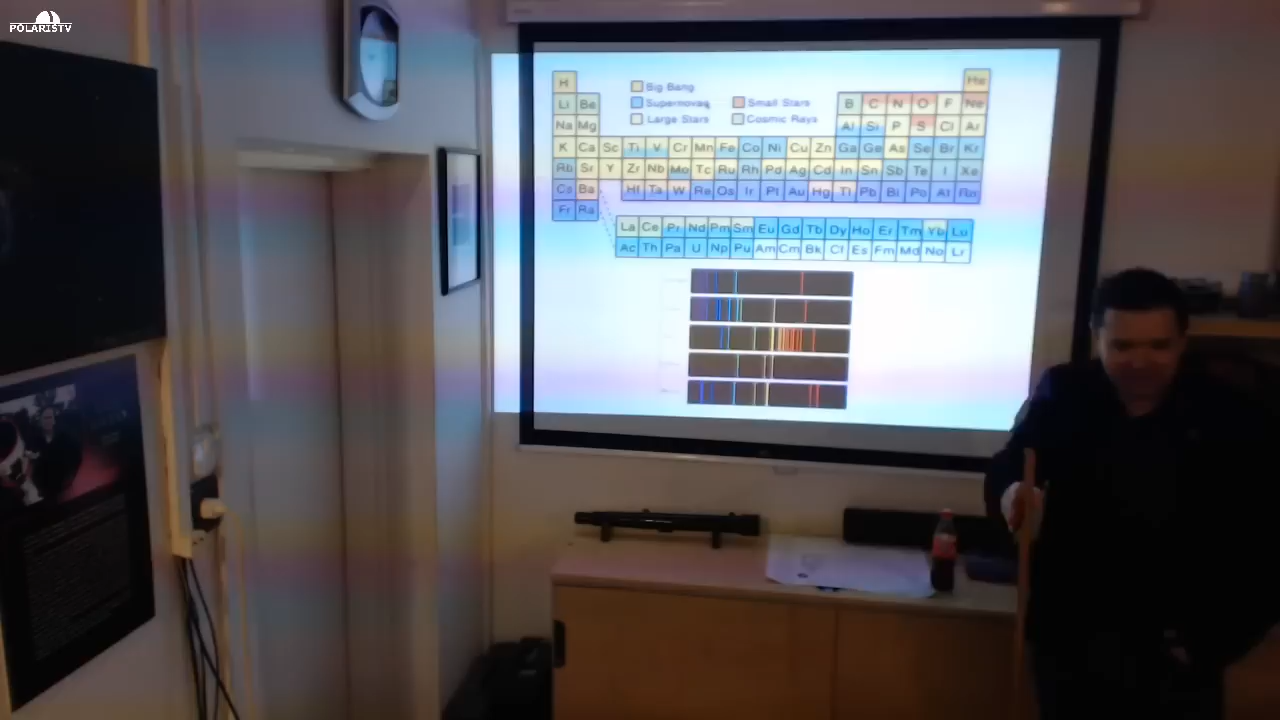 POLARISTV
H He
Big Bang
Li Be Supernovae Small Stars B C N O F Ne
Na Mg Large Stars Cosmic Rays Al Si P S Cl Ar
K Ca Sc Ti V Cr Mn Fe Co Ni Cu Zn Ga Ge As Se Br Kr
Rb Sr Y Zr Nb Mo Tc Ru Rh Pd Ag Cd In Sn Sb Te I Xe
Cs Ba Hf Ta W Re Os Ir Pt Au Hg Tl Pb Bi Po At Rn
Fr Ra
La Ce Pr Nd Pm Sm Eu Gd Tb Dy Ho Er Tm Yb Lu
Ac Th Pa U Np Pu Am Cm Bk Cf Es Fm Md No Lr